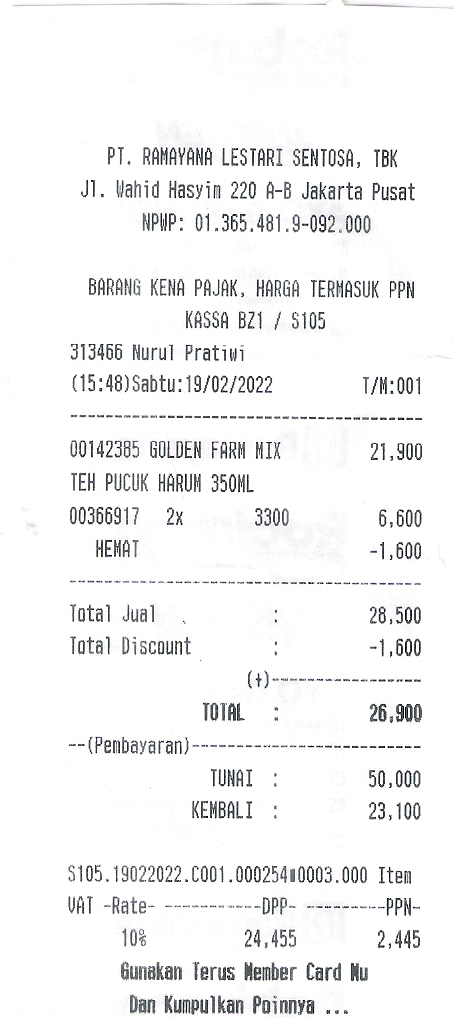 PT. RAMAYANA LESTARI SENTOSA, TBK
Jl. Wahid Hasyim 220 A-B Jakarta Pusat
NPWP: 01.365.481.9-092.000
BARANG KENA PAJAK, HARGA TERMASUK PPN
KASSA BZ1 / S105
313466 Nurul Pratiwi
(15:48)Sabtu:19/02/2022 T/M:001
----------------------------------------
00142385 GOLDEN FARM MIX 21,900
TEH PUCUK HARUM 350ML
00366917 2x 3300 6,600
HEMAT -1,600
----------------------------------------
Total Jual : 28,500
Total Discount : -1,600
(+)-----------------
TOTAL : 26,900
--(Pembayaran)--------------------------
TUNAI : 50,000
KEMBALI : 23,100
S105.19022022.C001.000254∎0003.000 Item
VAT -Rate- -----------DPP- ---------PPN-
10% 24,455 2,445
Gunakan Terus Member Card Mu
Dan Kumpulkan Poinnya ...